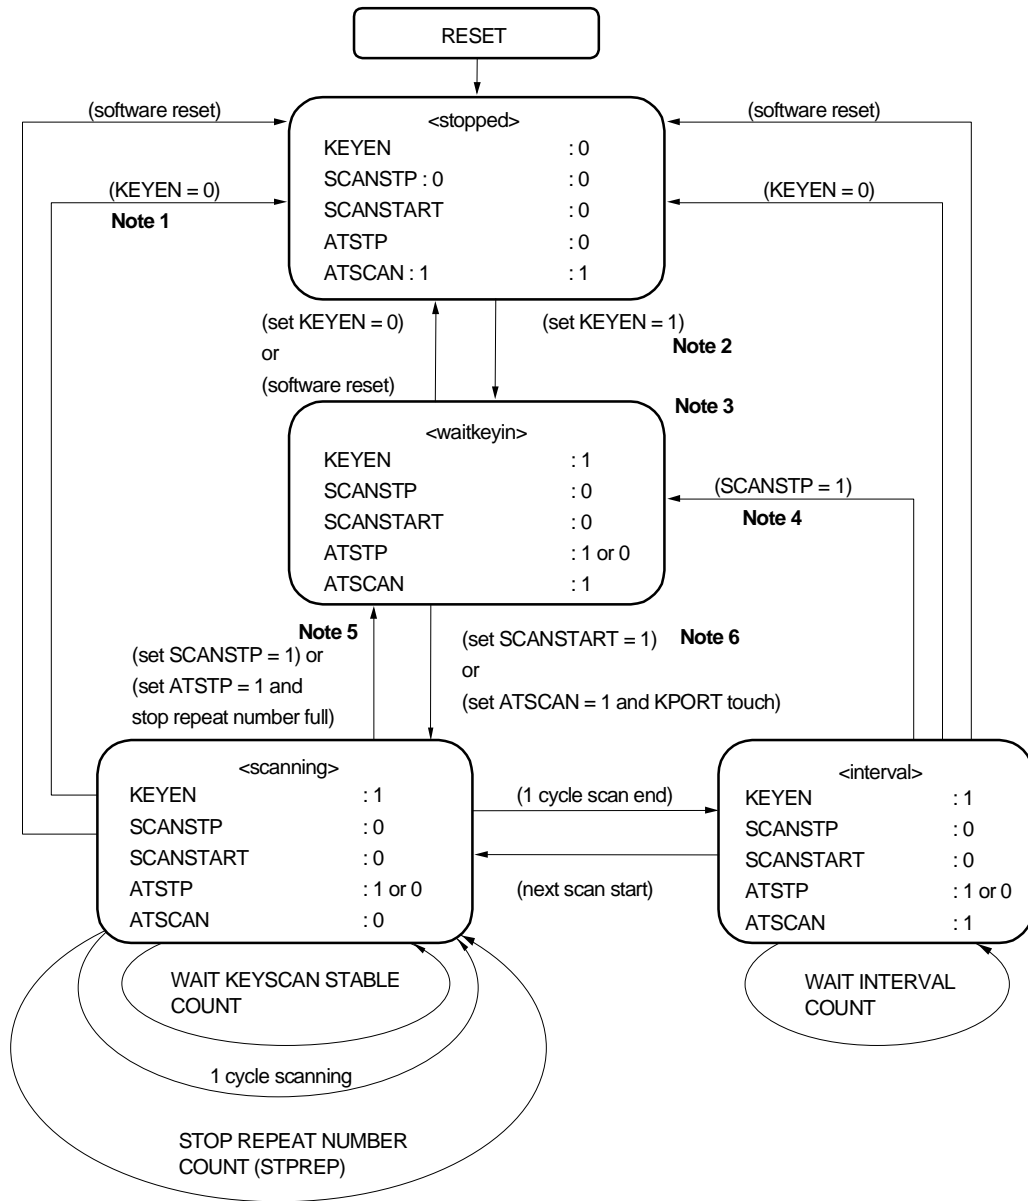 RESET
(software reset)
(software reset)
<stopped>
KEYEN : 0
SCANSTP : 0 : 0
SCANSTART : 0
ATSTP : 0
ATSCAN : 1 : 1
(KEYEN = 0)
Note 1
(KEYEN = 0)
(set KEYEN = 0)
or
(software reset)
(set KEYEN = 1)
Note 2
Note 3
<waitkeyin>
KEYEN : 1
SCANSTP : 0
SCANSTART : 0
ATSTP : 1 or 0
ATSCAN : 1
(SCANSTP = 1)
Note 4
Note 5
(set SCANSTP = 1) or
(set ATSTP = 1 and
stop repeat number full)
(set SCANSTART = 1)
Note 6
or
(set ATSCAN = 1 and KPORT touch)
<scanning>
KEYEN : 1
SCANSTP : 0
SCANSTART : 0
ATSTP : 1 or 0
ATSCAN : 0
(1 cycle scan end)
(next scan start)
<interval>
KEYEN : 1
SCANSTP : 0
SCANSTART : 0
ATSTP : 1 or 0
ATSCAN : 1
WAIT KEYSCAN STABLE
COUNT
1 cycle scanning
STOP REPEAT NUMBER
COUNT (STPREP)
WAIT INTERVAL
COUNT